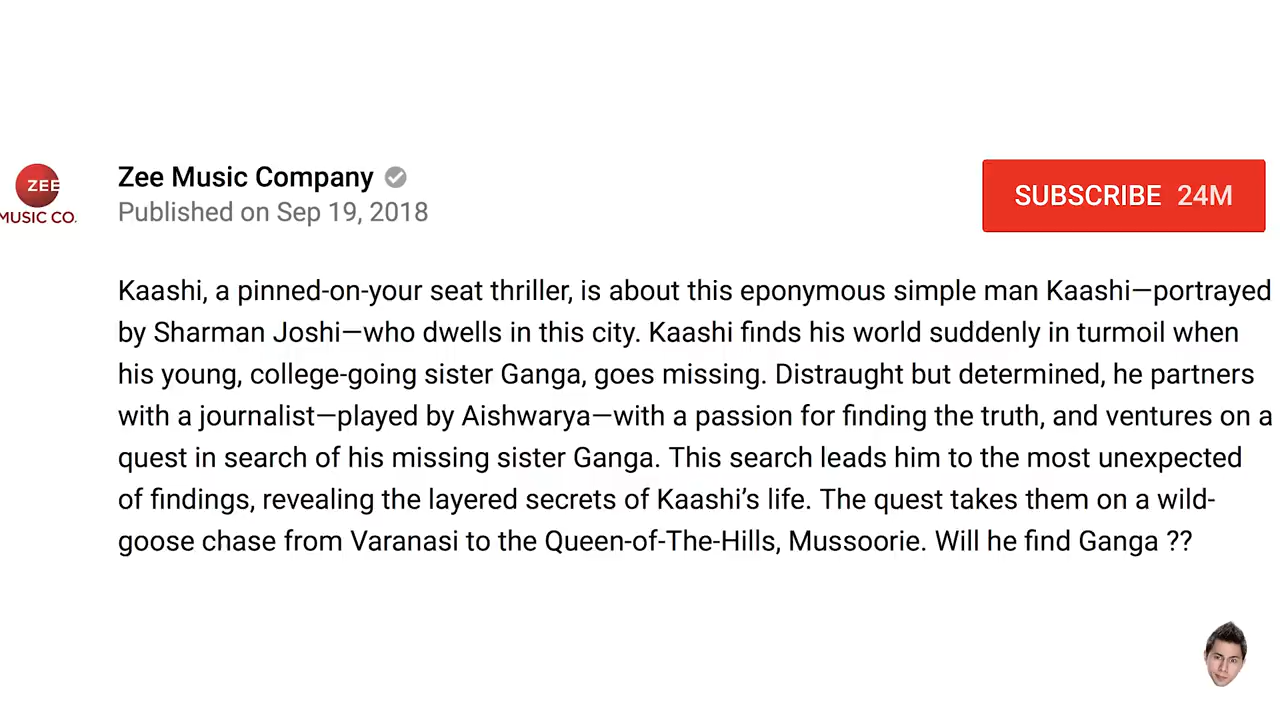 ZEE
MUSIC CO.
Zee Music Company
Published on Sep 19, 2018
SUBSCRIBE 24M
Kaashi, a pinned-on-your seat thriller, is about this eponymous simple man Kaashi—portrayed
by Sharman Joshi—who dwells in this city. Kaashi finds his world suddenly in turmoil when
his young, college-going sister Ganga, goes missing. Distraught but determined, he partners
with a journalist—played by Aishwarya—with a passion for finding the truth, and ventures on a
quest in search of his missing sister Ganga. This search leads him to the most unexpected
of findings, revealing the layered secrets of Kaashi’s life. The quest takes them on a wild-
goose chase from Varanasi to the Queen-of-The-Hills, Mussoorie. Will he find Ganga ??